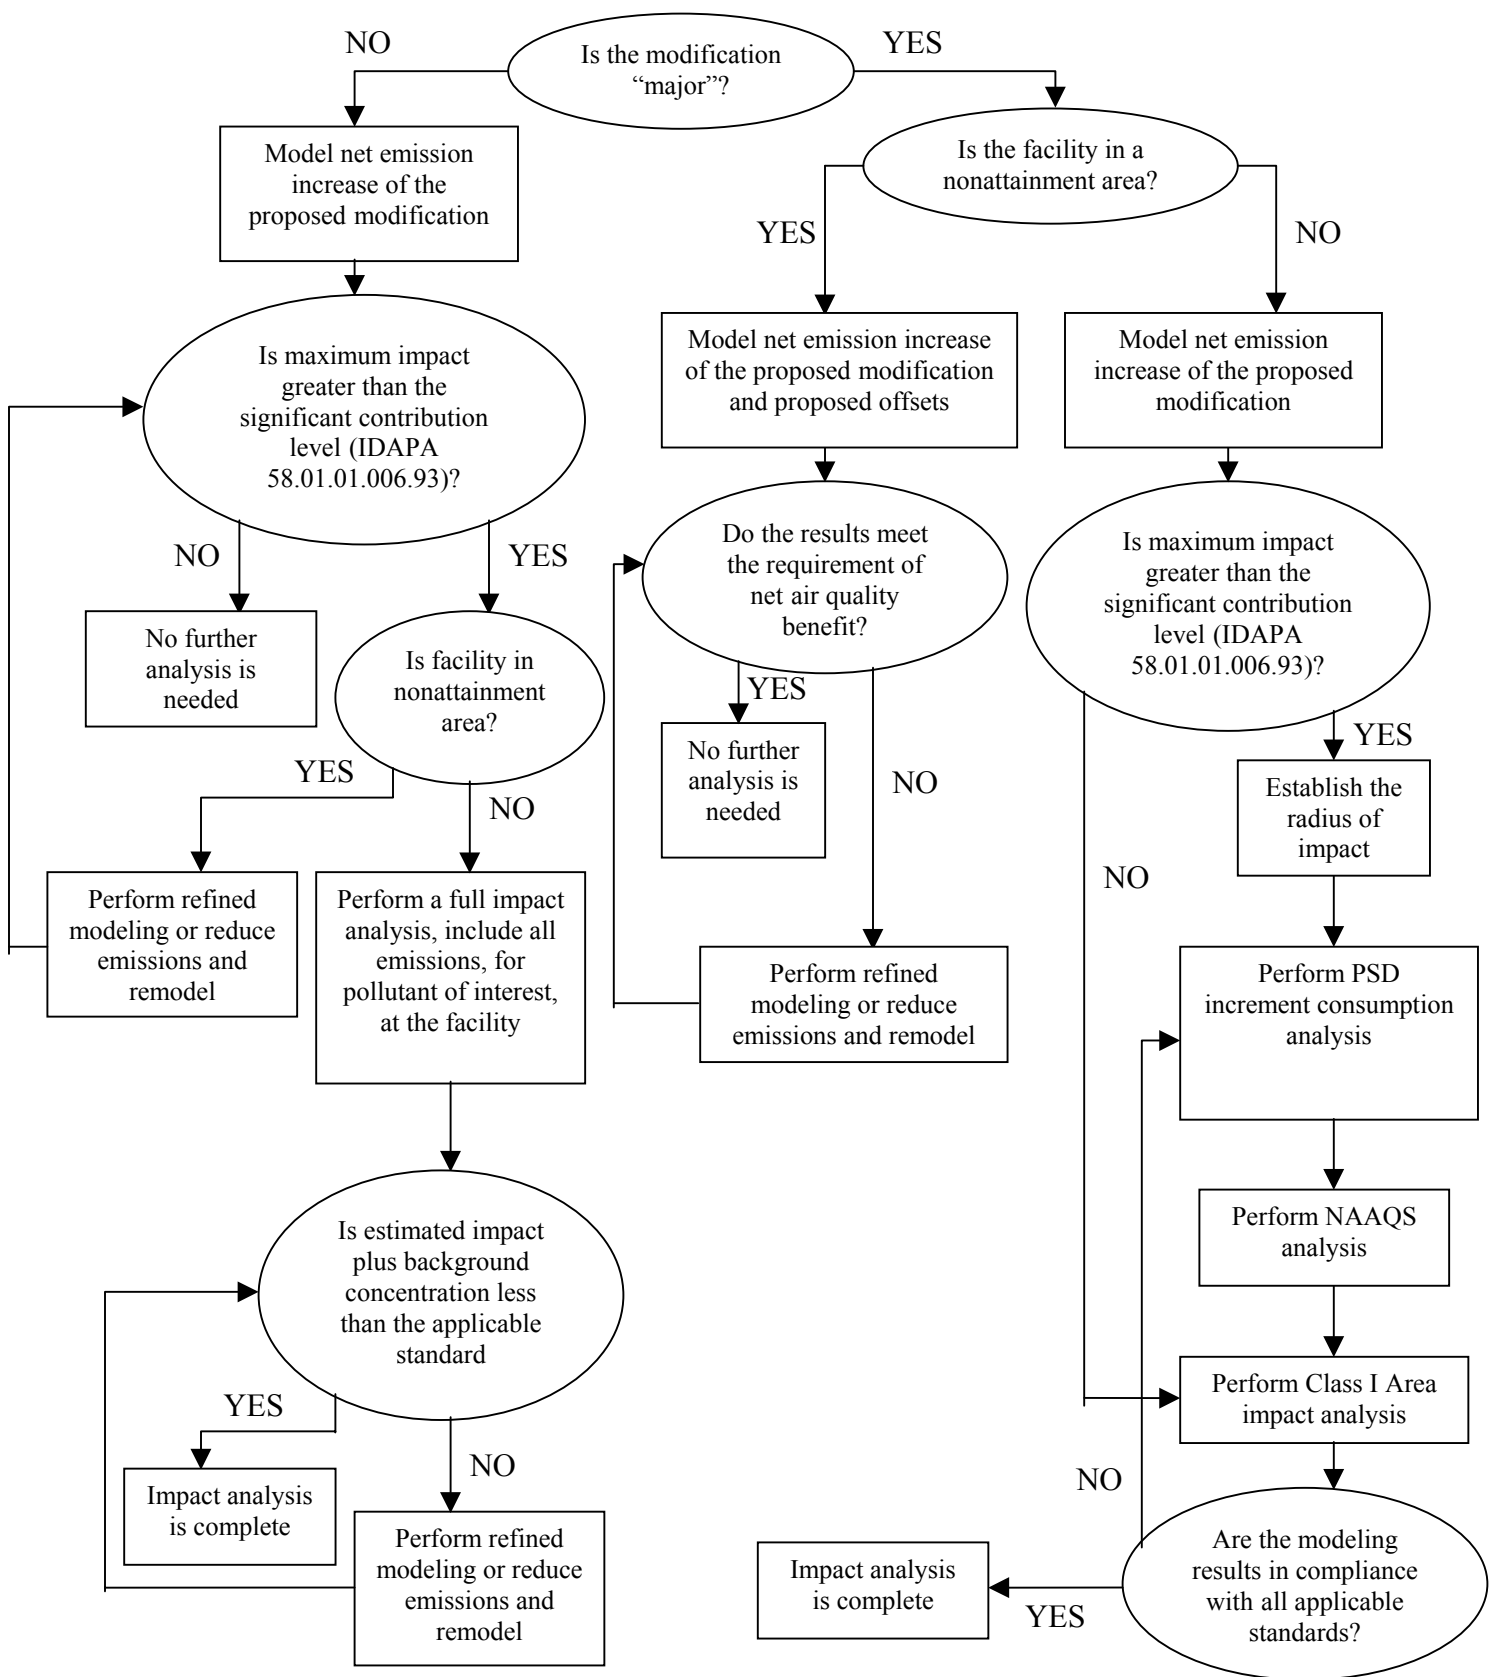 NO
Is the modification
“major”?
YES
Model net emission
increase of the
proposed modification
Is the facility in a
nonattainment area?
YES
NO
Is maximum impact
greater than the
significant contribution
level (IDAPA
58.01.01.006.93)?
Model net emission increase
of the proposed modification
and proposed offsets
Model net emission
increase of the proposed
modification
NO
YES
Do the results meet
the requirement of
net air quality
benefit?
Is maximum impact
greater than the
significant contribution
level (IDAPA
58.01.01.006.93)?
No further
analysis is
needed
Is facility in
nonattainment
area?
YES
No further
analysis is
needed
NO
YES
Establish the
radius of
impact
YES
NO
NO
Perform refined
modeling or reduce
emissions and
remodel
Perform a full impact
analysis, include all
emissions, for
pollutant of interest,
at the facility
Perform refined
modeling or reduce
emissions and remodel
Perform PSD
increment consumption
analysis
Is estimated impact
plus background
concentration less
than the applicable
standard
Perform NAAQS
analysis
Perform Class I Area
impact analysis
YES
NO
Impact analysis
is complete
Perform refined
modeling or reduce
emissions and
remodel
NO
Are the modeling
results in compliance
with all applicable
standards?
YES
Impact analysis
is complete